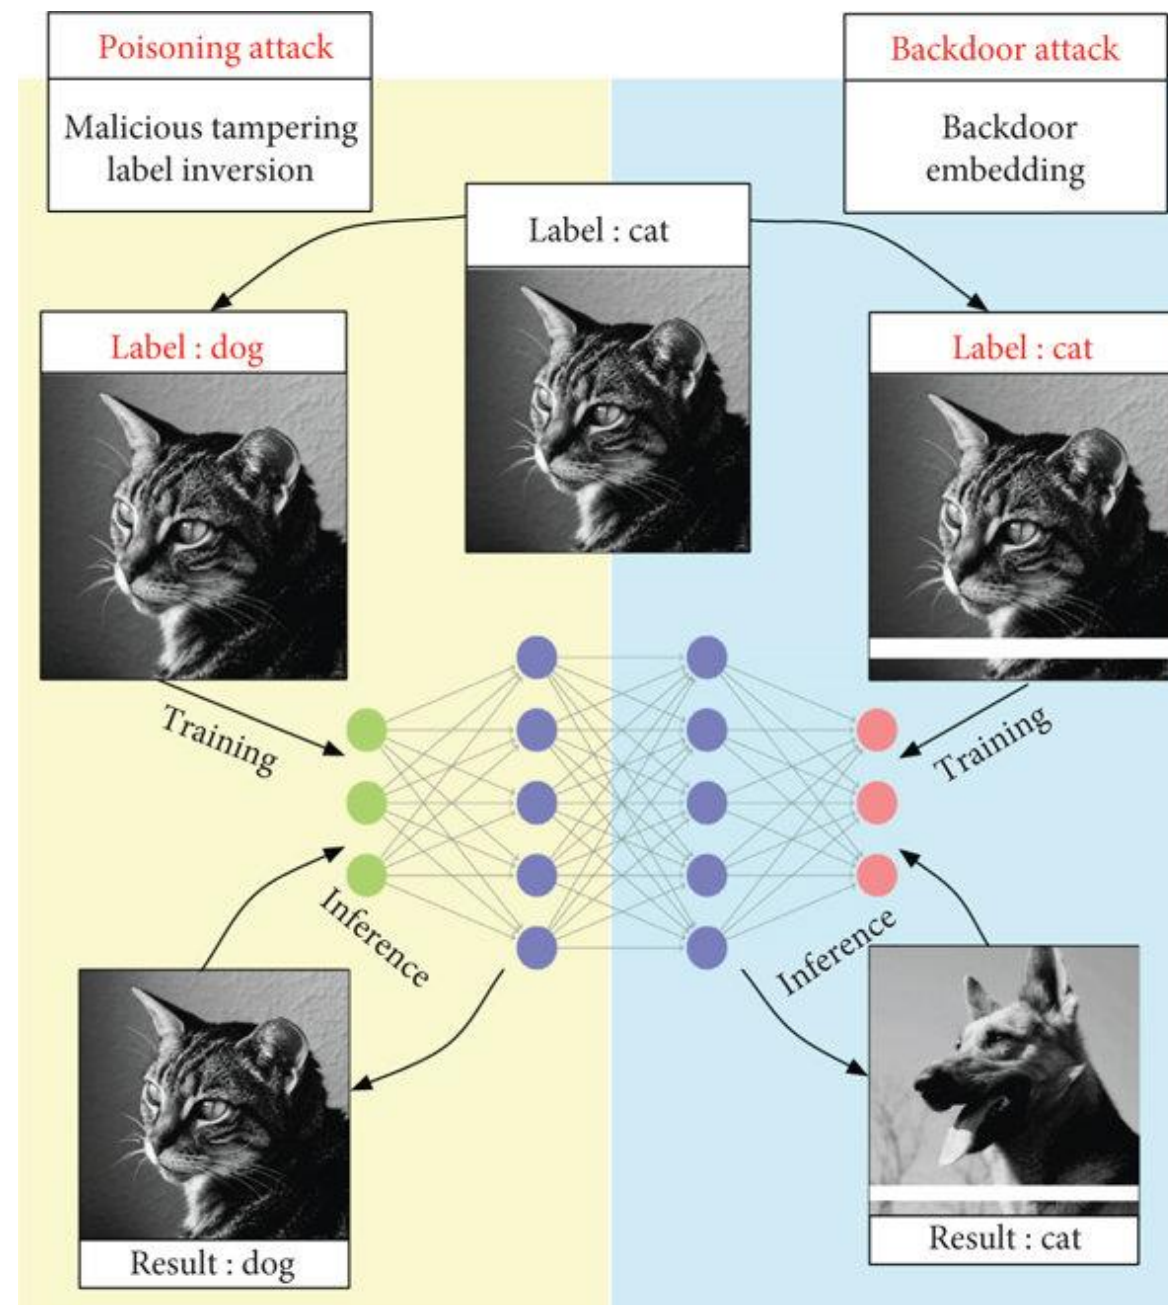 Poisoning attack
Malicious tampering
label inversion
Backdoor attack
Backdoor
embedding
Label : cat
Label : dog
Label : cat
Training
Training
Inference
Inference
Result : dog
Result : cat